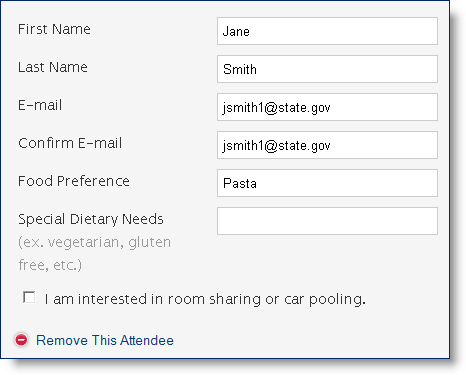 First Name Jane
Last Name Smith
E-mail jsmith1@state.gov
Confirm E-mail jsmith1@state.gov
Food Preference Pasta
Special Dietary Needs
(ex. vegetarian, gluten
free, etc.)
I am interested in room sharing or car pooling.
Remove This Attendee